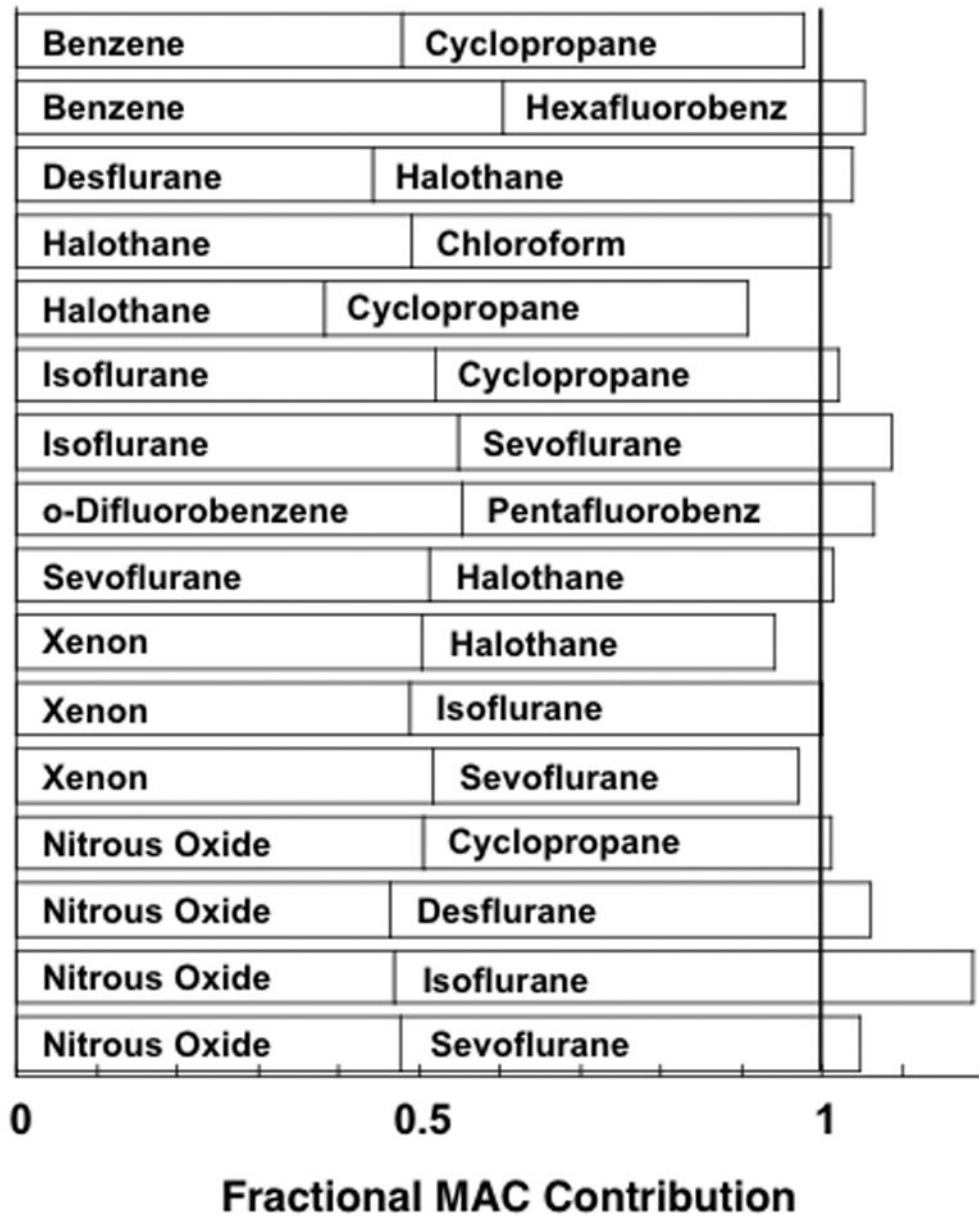 Benzene Cyclopropane
Benzene Hexafluorobenz
Desflurane Halothane
Halothane Chloroform
Halothane Cyclopropane
Isoflurane Cyclopropane
Isoflurane Sevoflurane
o-Difluorobenzene Pentafluorobenz
Sevoflurane Halothane
Xenon Halothane
Xenon Isoflurane
Xenon Sevoflurane
Nitrous Oxide Cyclopropane
Nitrous Oxide Desflurane
Nitrous Oxide Isoflurane
Nitrous Oxide Sevoflurane
0 0.5 1
Fractional MAC Contribution